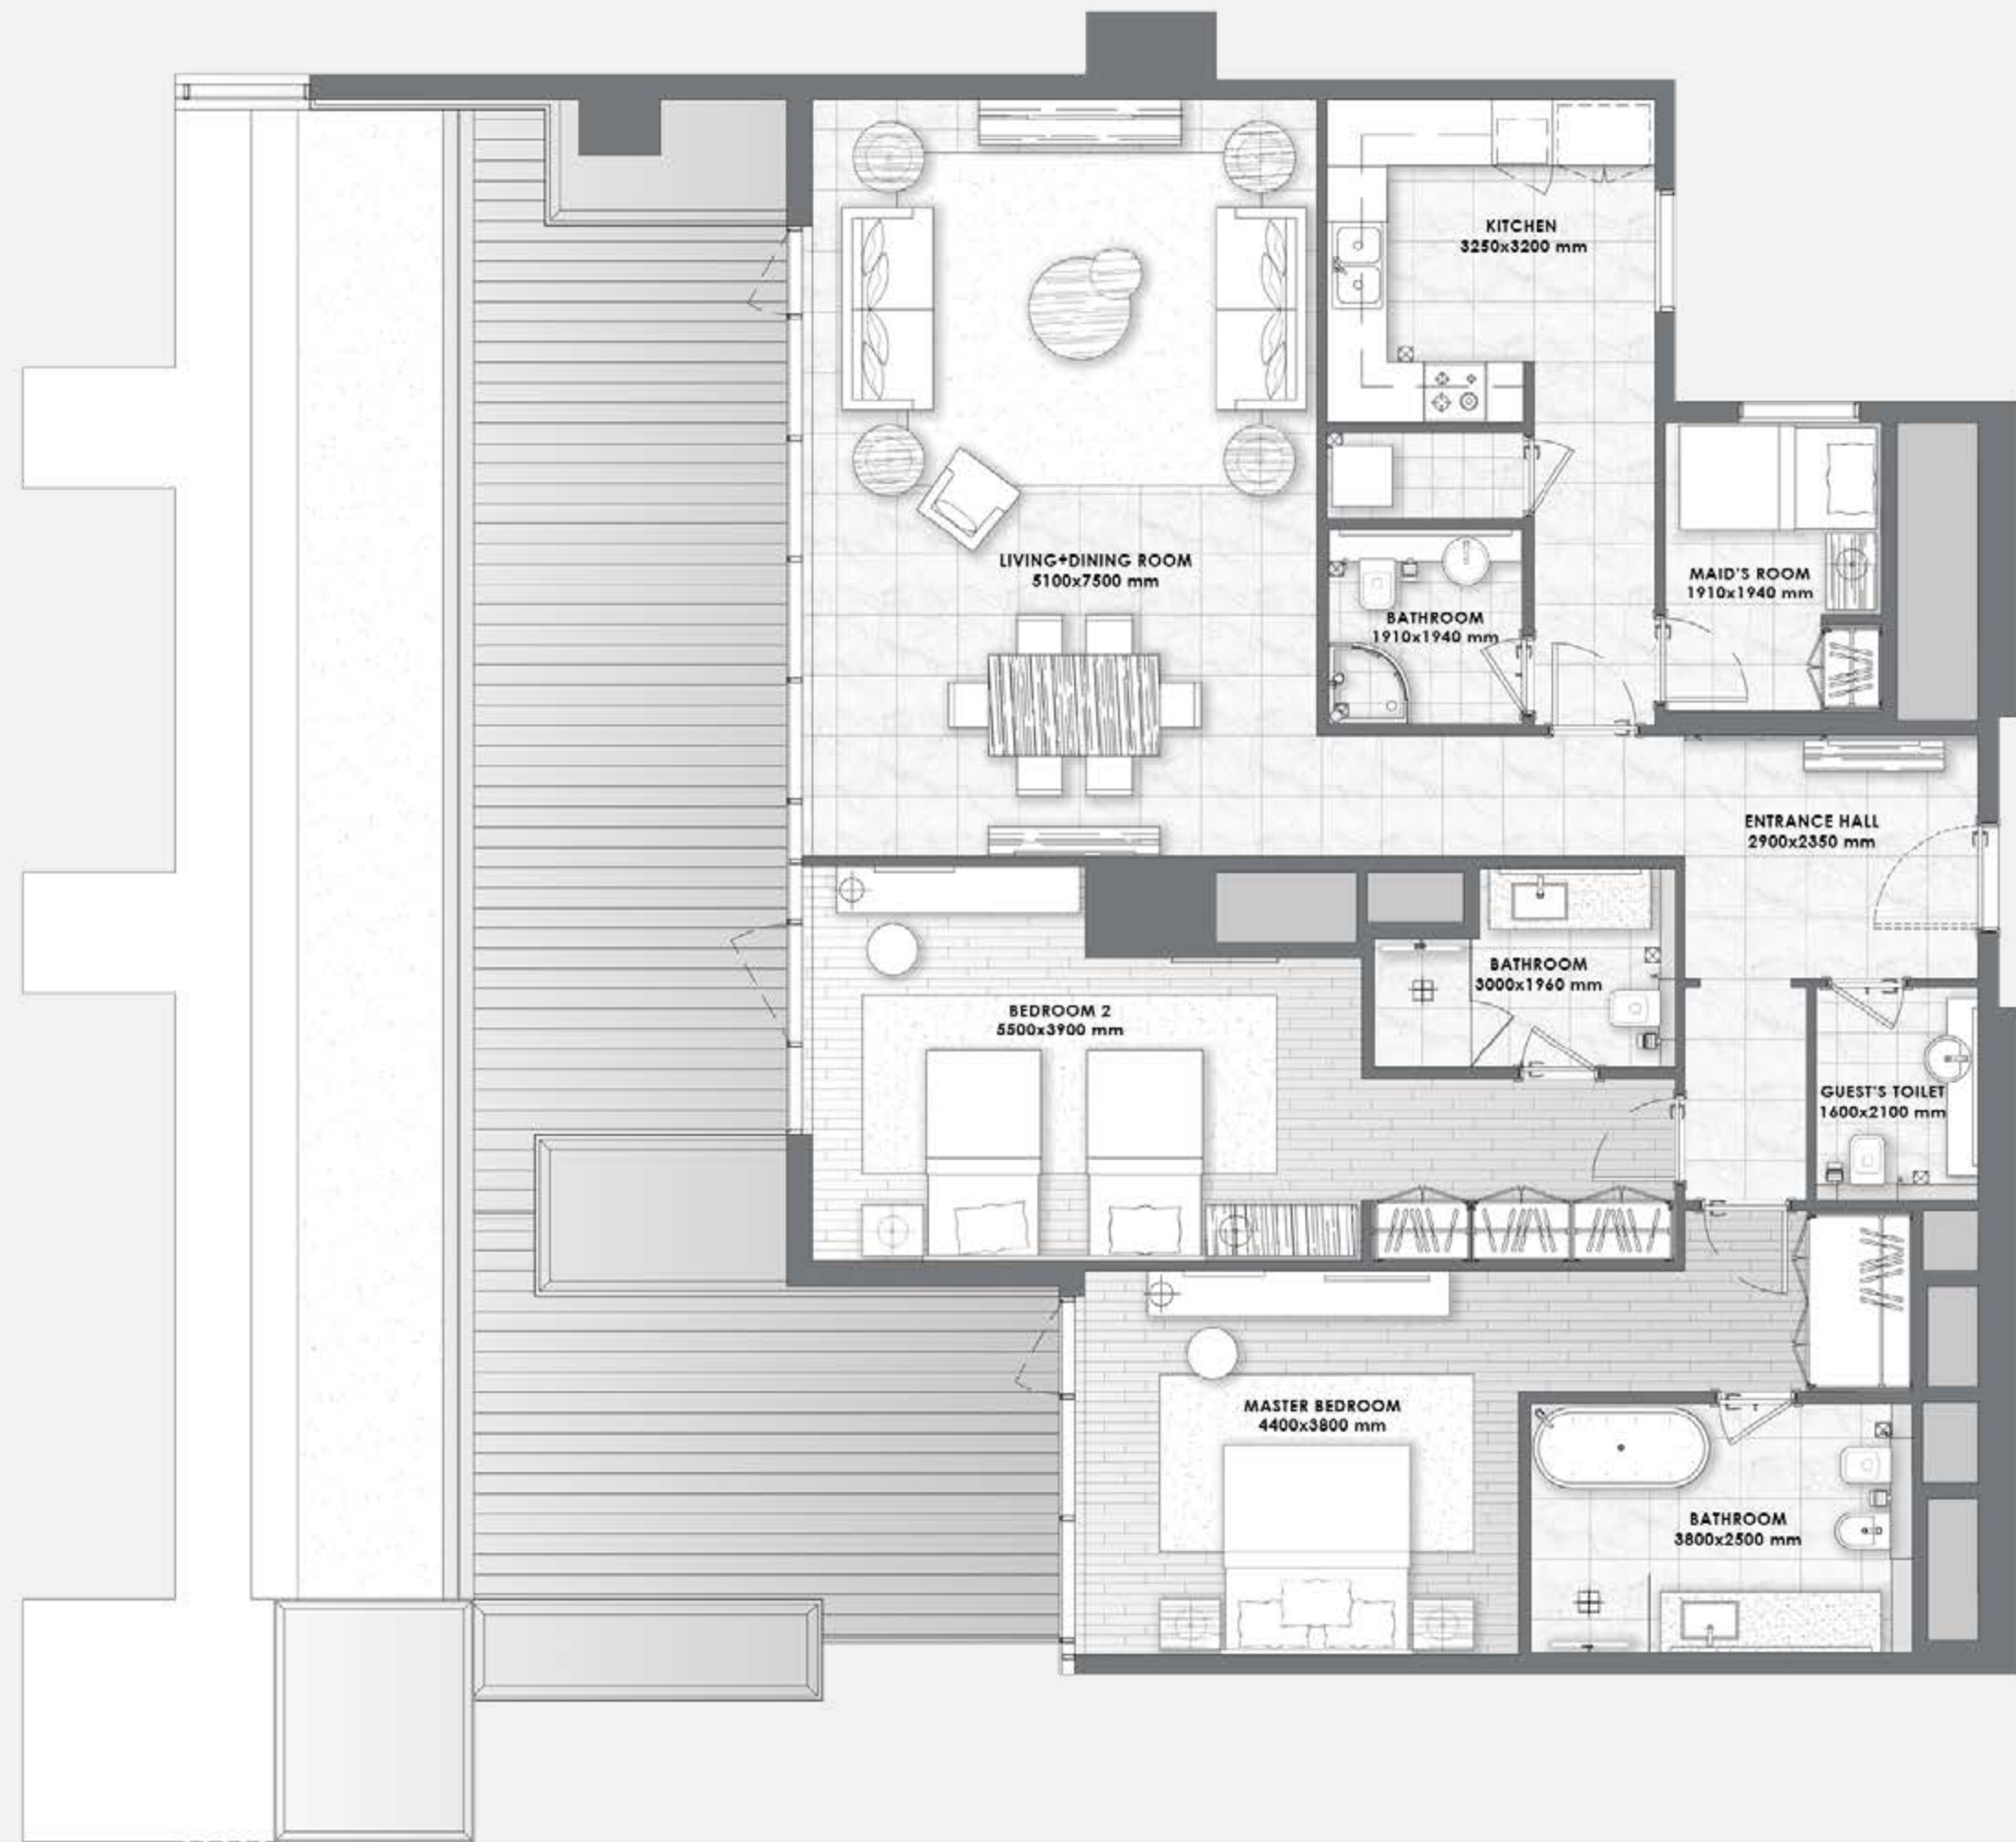 KITCHEN
3250x3200 mm
LIVING+DINING ROOM
5100x7500 mm
MAID'S ROOM
1910x1940 mm
BATHROOM
1910x1940 mm
ENTRANCE HALL
2900x2350 mm
BATHROOM
3000x1960 mm
BEDROOM 2
5500x3900 mm
GUEST'S TOILET
1600x2100 mm
MASTER BEDROOM
4400x3800 mm
BATHROOM
3800x2500 mm